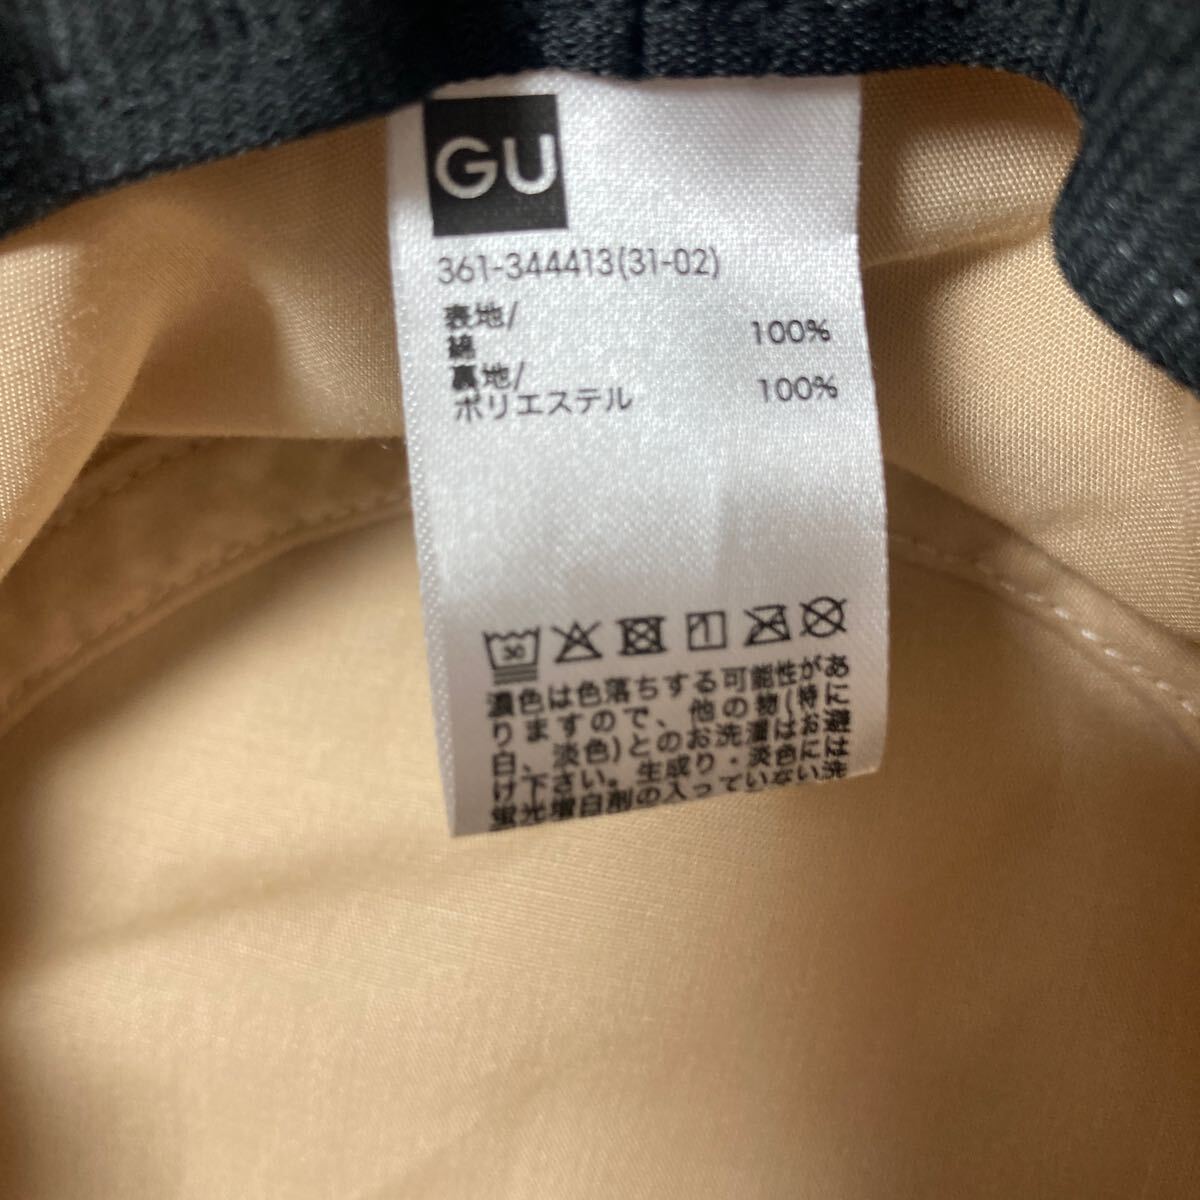 GU
361-344413(31-02)
表地/
綿 100%
裏地/
ポリエステル 100%
30
濃色は色落ちする可能性があ
りますので、他の物(特に
白、淡色)とのお洗濯はお避
け下さい。生成り・淡色には
蛍光増白剤の入っていない洗